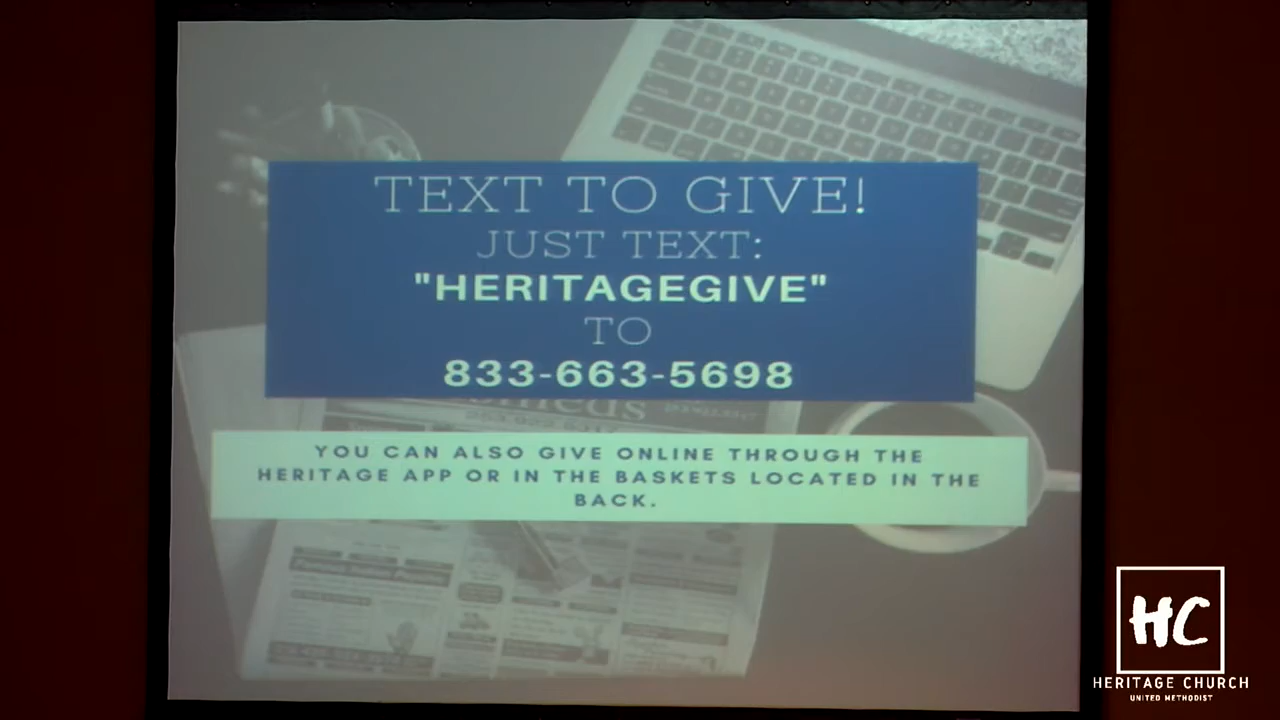 TEXT TO GIVE!
JUST TEXT:
"HERITAGEGIVE"
TO
833-663-5698
YOU CAN ALSO GIVE ONLINE THROUGH THE
HERITAGE APP OR IN THE BASKETS LOCATED IN THE
BACK.
HC
HERITAGE CHURCH
UNITED METHODIST